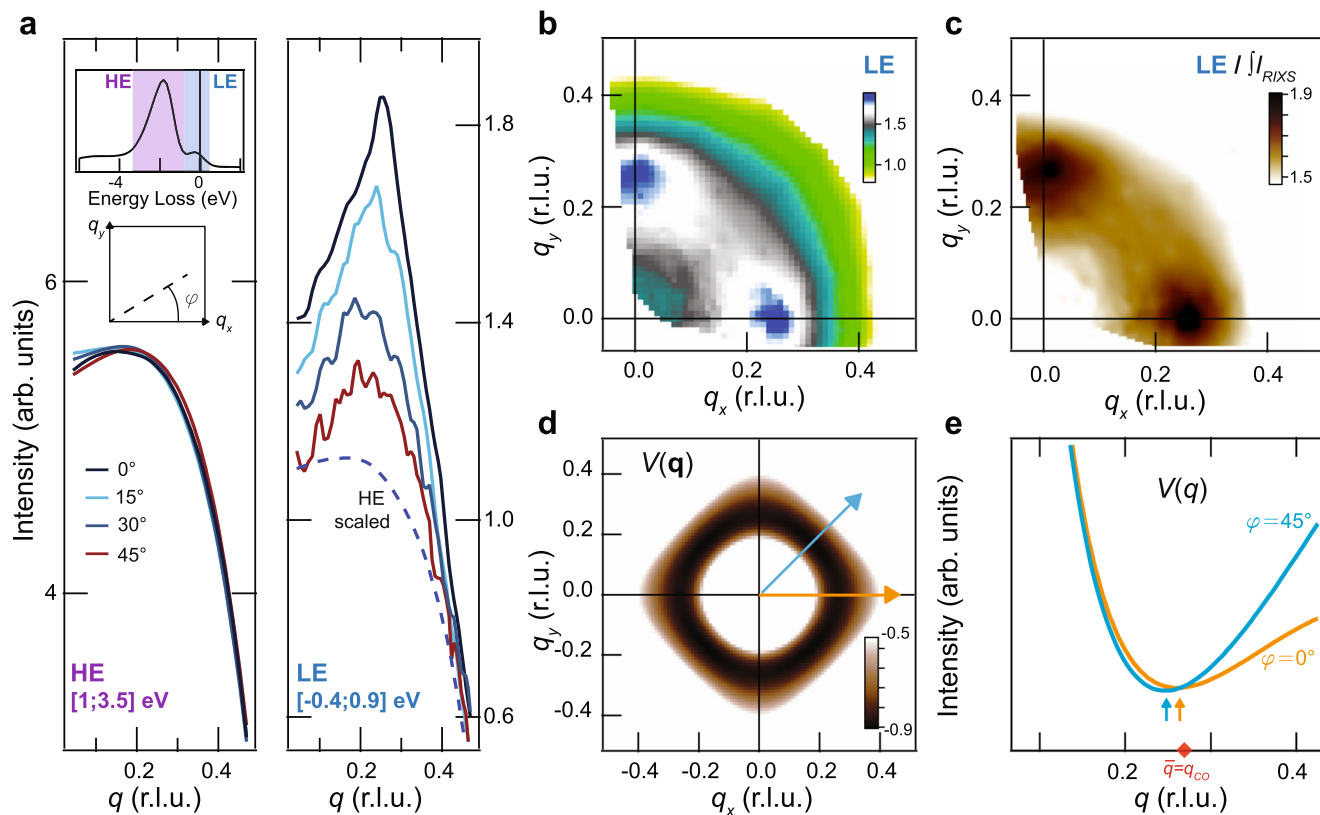 a
HE
LE
-4
-2
0
Energy Loss (eV)
q_y
φ
q_x
6
4
Intensity (arb. units)
0°
15°
30°
45°
HE
[1;3.5] eV
0.2
0.4
q (r.l.u.)
1.8
1.4
1.0
0.6
HE
scaled
LE
[-0.4;0.9] eV
0.2
0.4
q (r.l.u.)
b
LE
1.5
1.0
0.4
0.2
0.0
q_y (r.l.u.)
0.0
0.2
0.4
q_x (r.l.u.)
c
LE / ∫I_RIXS
1.9
1.5
0.4
0.2
0.0
q_y (r.l.u.)
0.0
0.2
0.4
q_x (r.l.u.)
d
V(q)
0.4
0.2
0.0
-0.2
-0.4
q_y (r.l.u.)
-0.5
-0.9
-0.4
-0.2
0.0
0.2
0.4
q_x (r.l.u.)
e
V(q)
φ=45°
φ=0°
Intensity (arb. units)
0.2
0.4
q̄=q_CO
q (r.l.u.)